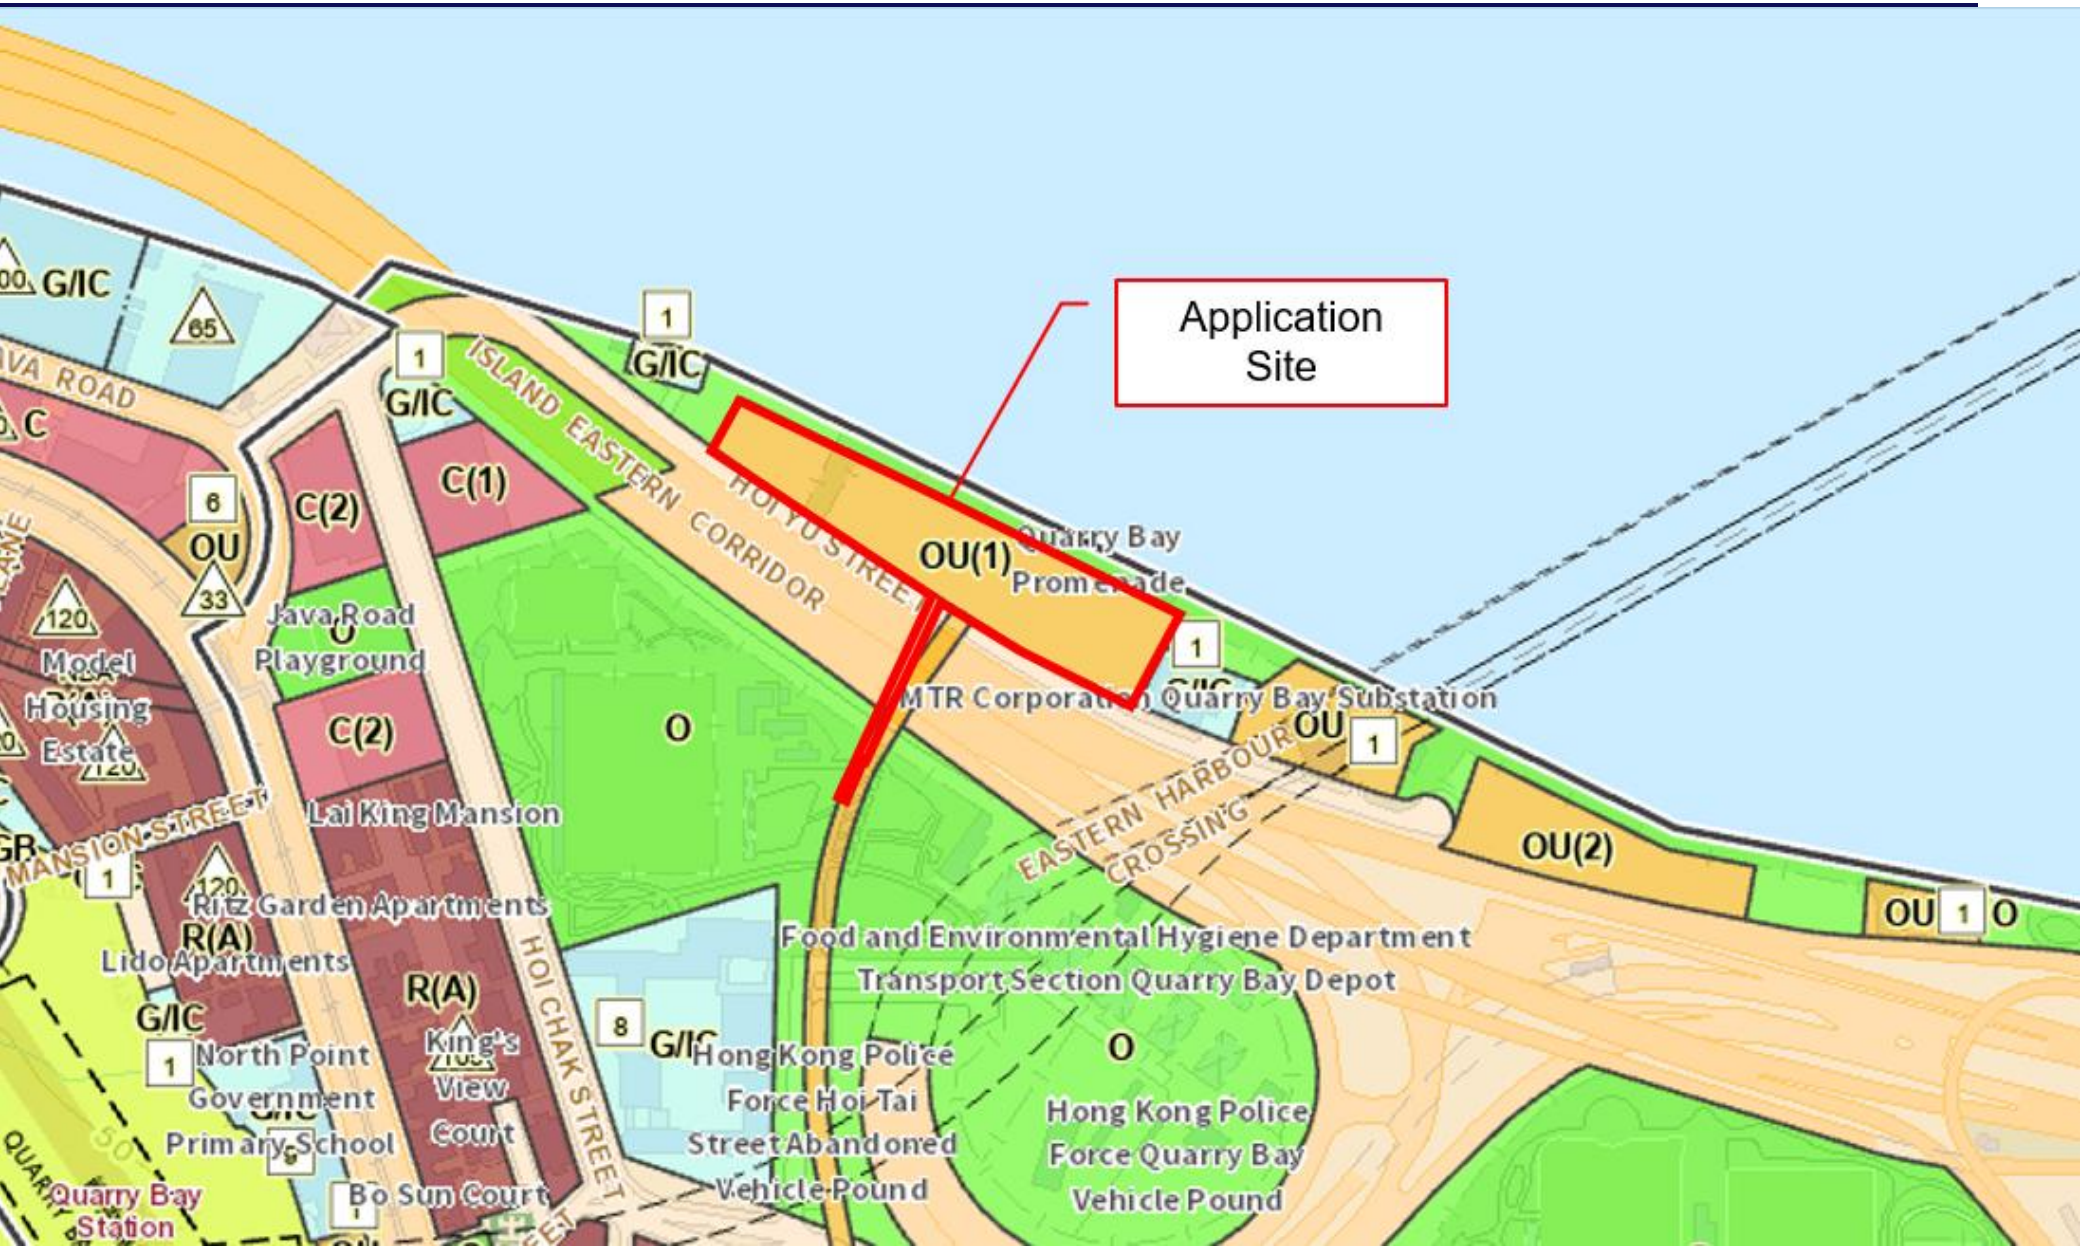 Application
Site
1
G/IC
G/IC
65
1
G/IC
JAVA ROAD
C
ISLAND EASTERN CORRIDOR
HOI YU STREET
C(1)
C(2)
6
OU
33
OU(1)
Quarry Bay
Promenade
120
Java Road
O
Playground
1
Model
Housing
Estate
120
C(2)
O
MTR Corporation Quarry Bay Substation
OU
1
EASTERN HARBOUR
CROSSING
MANSION STREET
Lai King Mansion
OU(2)
1
120
Ritz Garden Apartments
R(A)
Lido Apartments
OU
1
O
Food and Environmental Hygiene Department
Transport Section Quarry Bay Depot
HOI CHAK STREET
R(A)
G/IC
1
8
G/IC
O
North Point
Government
Primary School
King's
View
Court
Hong Kong Police
Force Hoi Tai
Street Abandoned
Vehicle Pound
Hong Kong Police
Force Quarry Bay
Vehicle Pound
50
Quarry Bay
Station
Bo Sun Court
1